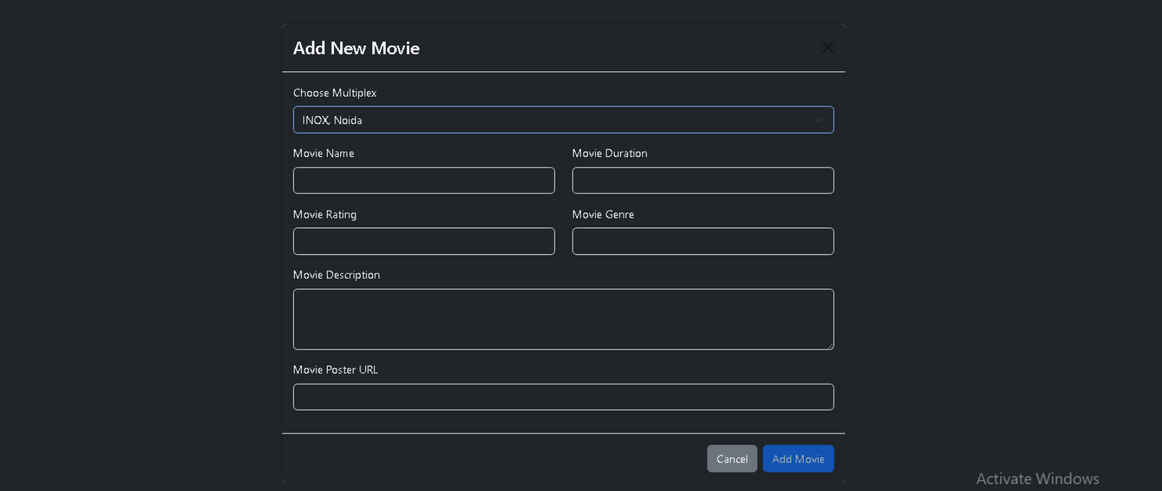 Add New Movie
Choose Multiplex
INOX, Noida
Movie Name
Movie Duration
Movie Rating
Movie Genre
Movie Description
Movie Poster URL
Cancel
Add Movie
Activate Windows